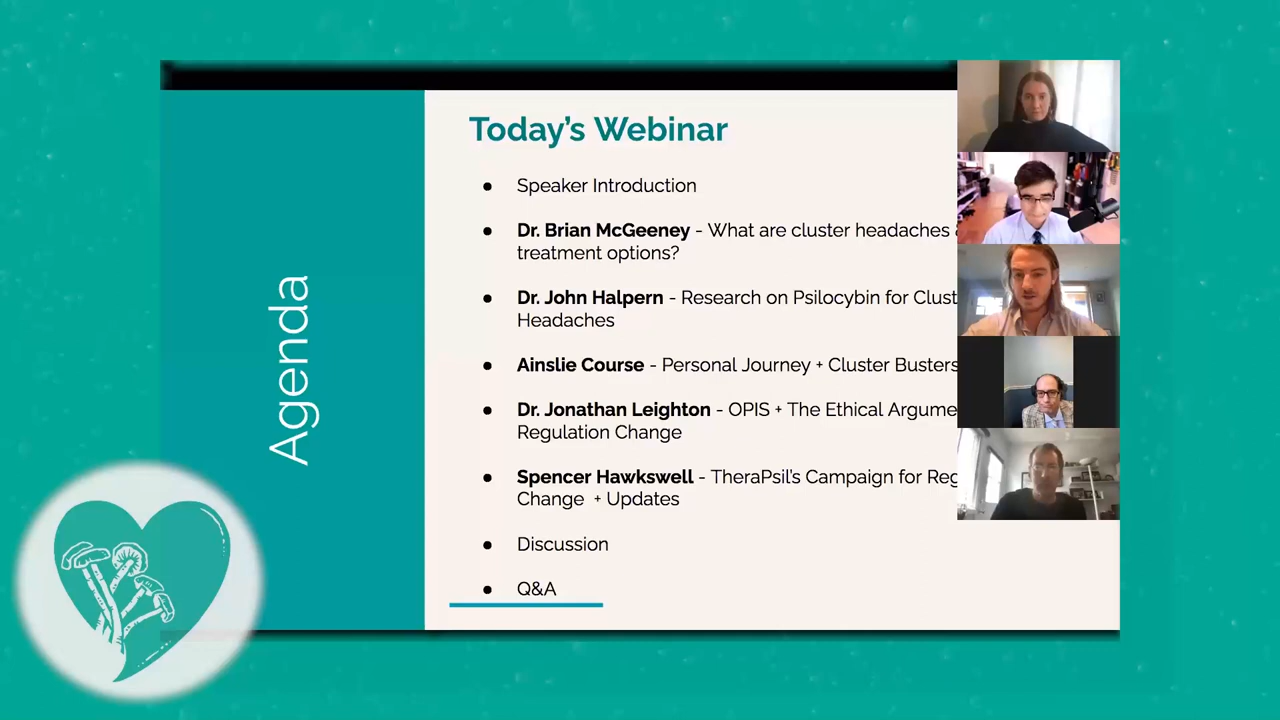 Today's Webinar
Agenda
● Speaker Introduction
● Dr. Brian McGeeney - What are cluster headaches
treatment options?
● Dr. John Halpern - Research on Psilocybin for Clust
Headaches
● Ainslie Course - Personal Journey + Cluster Busters
● Dr. Jonathan Leighton - OPIS + The Ethical Argume
Regulation Change
● Spencer Hawkswell - TheraPsil's Campaign for Reg
Change + Updates
● Discussion
● Q&A